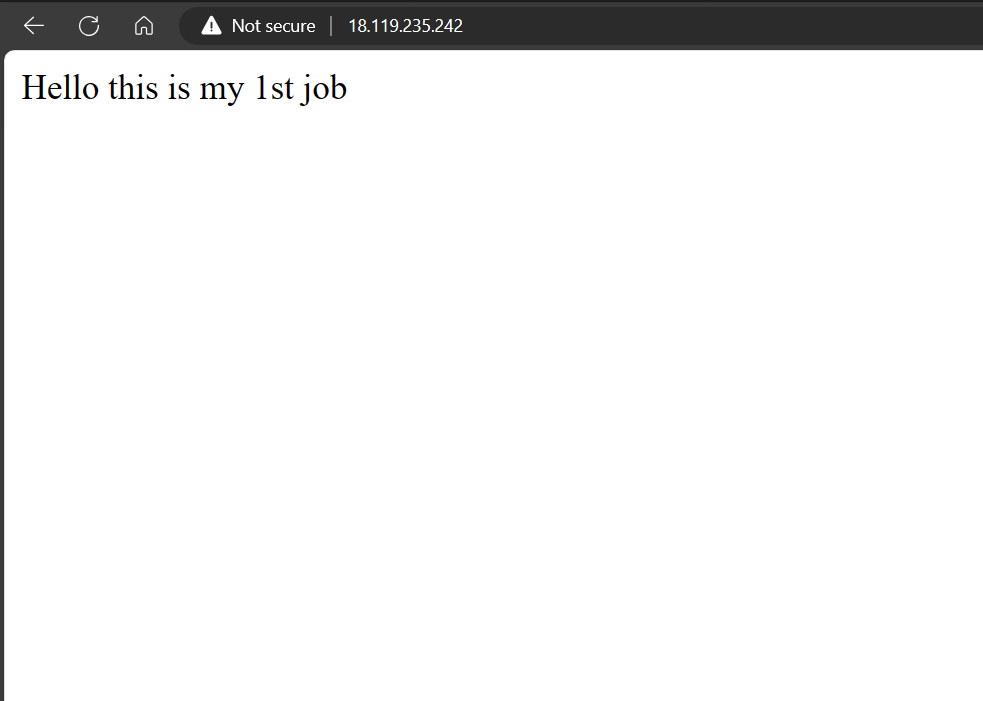 Not secure | 18.119.235.242
Hello this is my 1st job